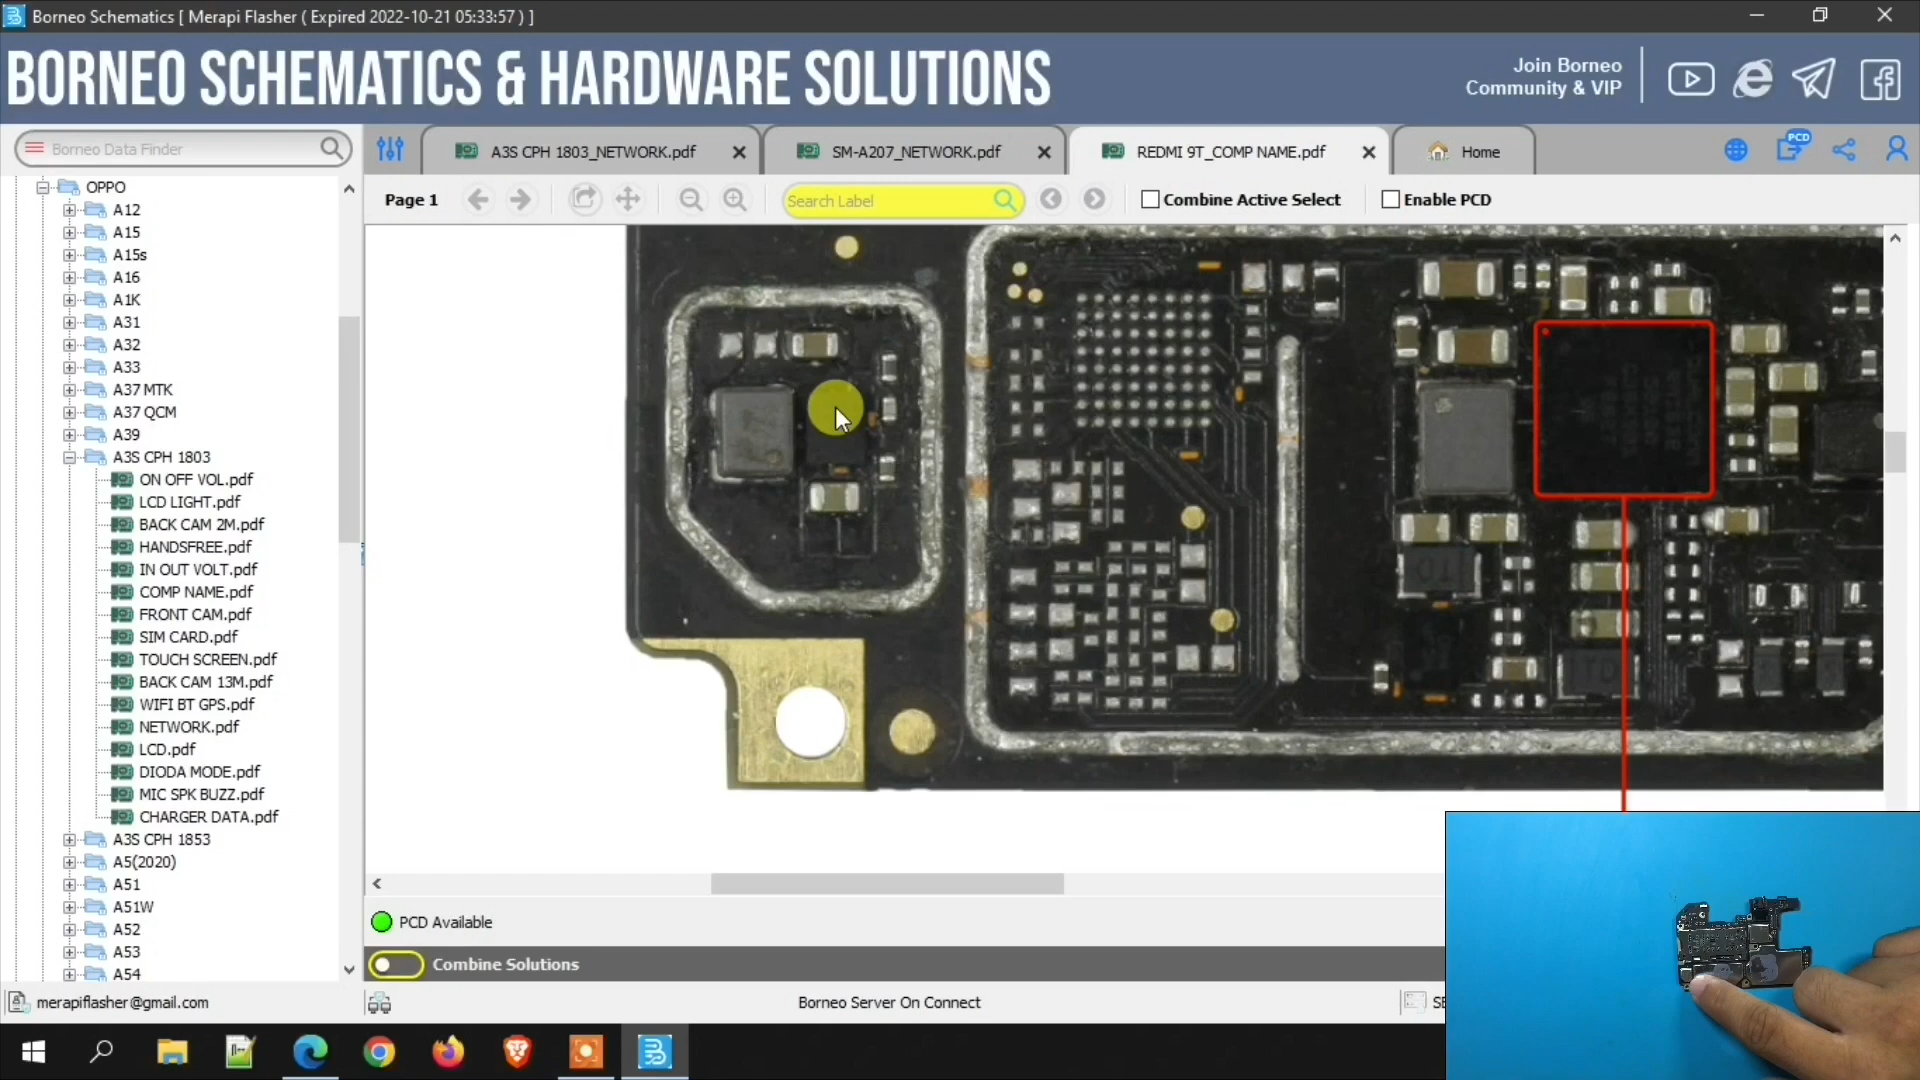 Borneo Schematics [ Merapi Flasher ( Expired 2022-10-21 05:33:57 ) ]
BORNEO SCHEMATICS & HARDWARE SOLUTIONS
Join Borneo
Community & VIP
Borneo Data Finder
A3S CPH 1803_NETWORK.pdf
SM-A207_NETWORK.pdf
REDMI 9T_COMP NAME.pdf
Home
PCD
Page 1
Search Label
Combine Active Select
Enable PCD
OPPO
A12
A15
A15s
A16
A1K
A31
A32
A33
A37 MTK
A37 QCM
A39
A3S CPH 1803
ON OFF VOL.pdf
LCD LIGHT.pdf
BACK CAM 2M.pdf
HANDSFREE.pdf
IN OUT VOLT.pdf
COMP NAME.pdf
FRONT CAM.pdf
SIM CARD.pdf
TOUCH SCREEN.pdf
BACK CAM 13M.pdf
WIFI BT GPS.pdf
NETWORK.pdf
LCD.pdf
DIODA MODE.pdf
MIC SPK BUZZ.pdf
CHARGER DATA.pdf
A3S CPH 1853
A5(2020)
A51
A51W
A52
A53
A54
PCD Available
Combine Solutions
merapiflasher@gmail.com
Borneo Server On Connect